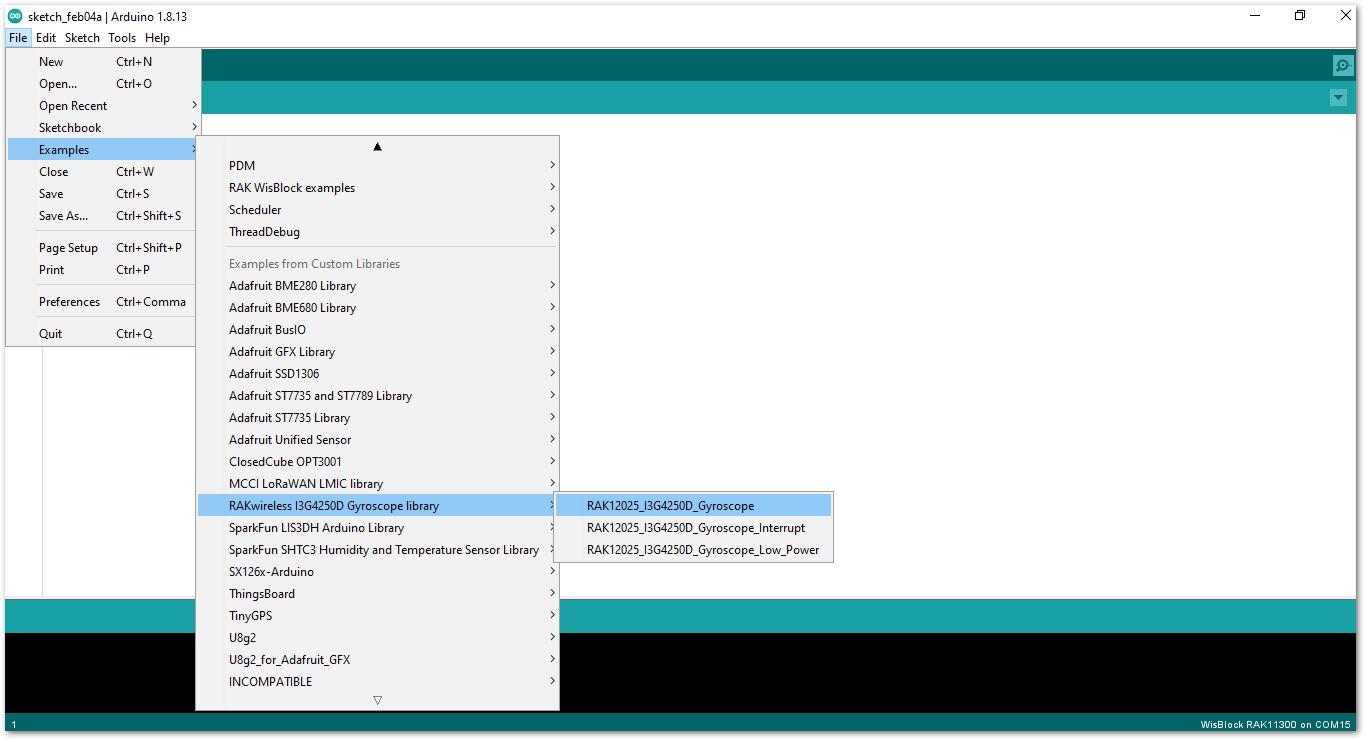 sketch_feb04a | Arduino 1.8.13
File Edit Sketch Tools Help
New Ctrl+N
Open... Ctrl+O
Open Recent
Sketchbook
Examples
Close Ctrl+W
Save Ctrl+S
Save As... Ctrl+Shift+S
Page Setup Ctrl+Shift+P
Print Ctrl+P
Preferences Ctrl+Comma
Quit Ctrl+Q
PDM
RAK WisBlock examples
Scheduler
ThreadDebug
Examples from Custom Libraries
Adafruit BME280 Library
Adafruit BME680 Library
Adafruit BusIO
Adafruit GFX Library
Adafruit SSD1306
Adafruit ST7735 and ST7789 Library
Adafruit ST7735 Library
Adafruit Unified Sensor
ClosedCube OPT3001
MCCI LoRaWAN LMIC library
RAKwireless I3G4250D Gyroscope library
SparkFun LIS3DH Arduino Library
SparkFun SHTC3 Humidity and Temperature Sensor Library
SX126x-Arduino
ThingsBoard
TinyGPS
U8g2
U8g2_for_Adafruit_GFX
INCOMPATIBLE
RAK12025_I3G4250D_Gyroscope
RAK12025_I3G4250D_Gyroscope_Interrupt
RAK12025_I3G4250D_Gyroscope_Low_Power
1
WisBlock RAK11300 on COM15